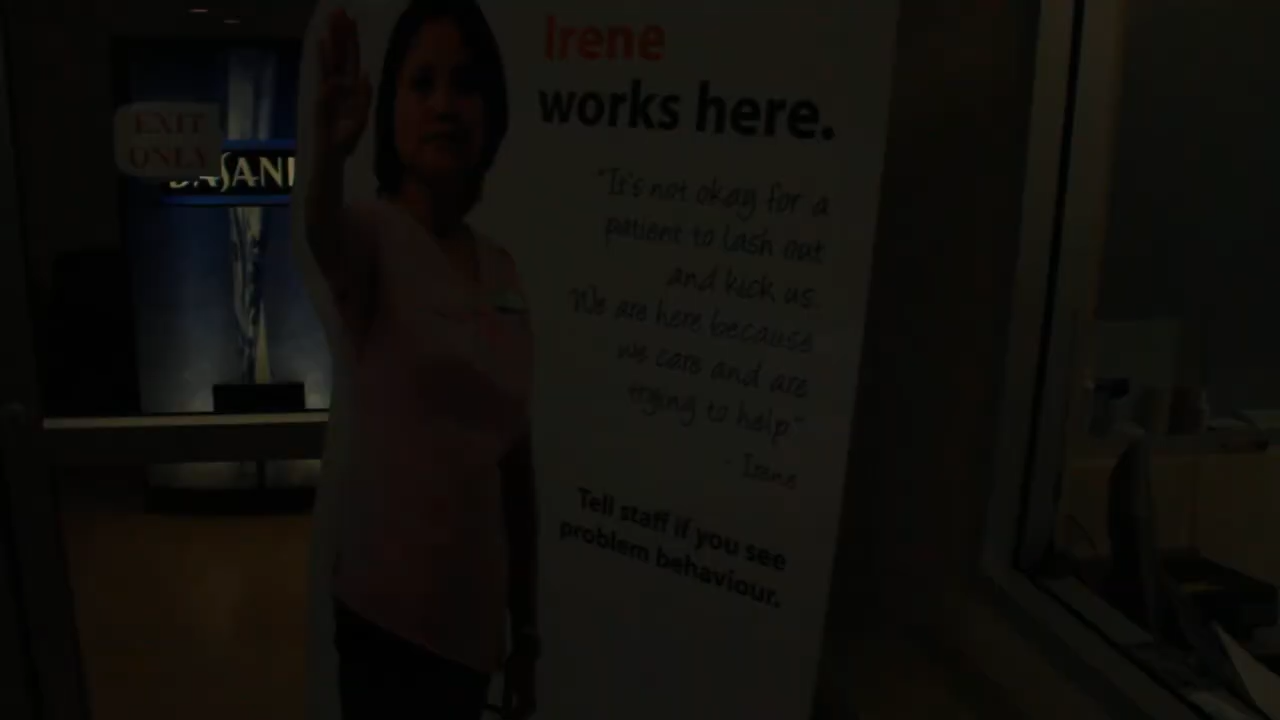 EXIT
ONLY
DASANI
Irene
works here.
"It's not okay for a
patient to lash out
and kick us.
We are here because
we care and are
trying to help."
- Irene
Tell staff if you see
problem behaviour.